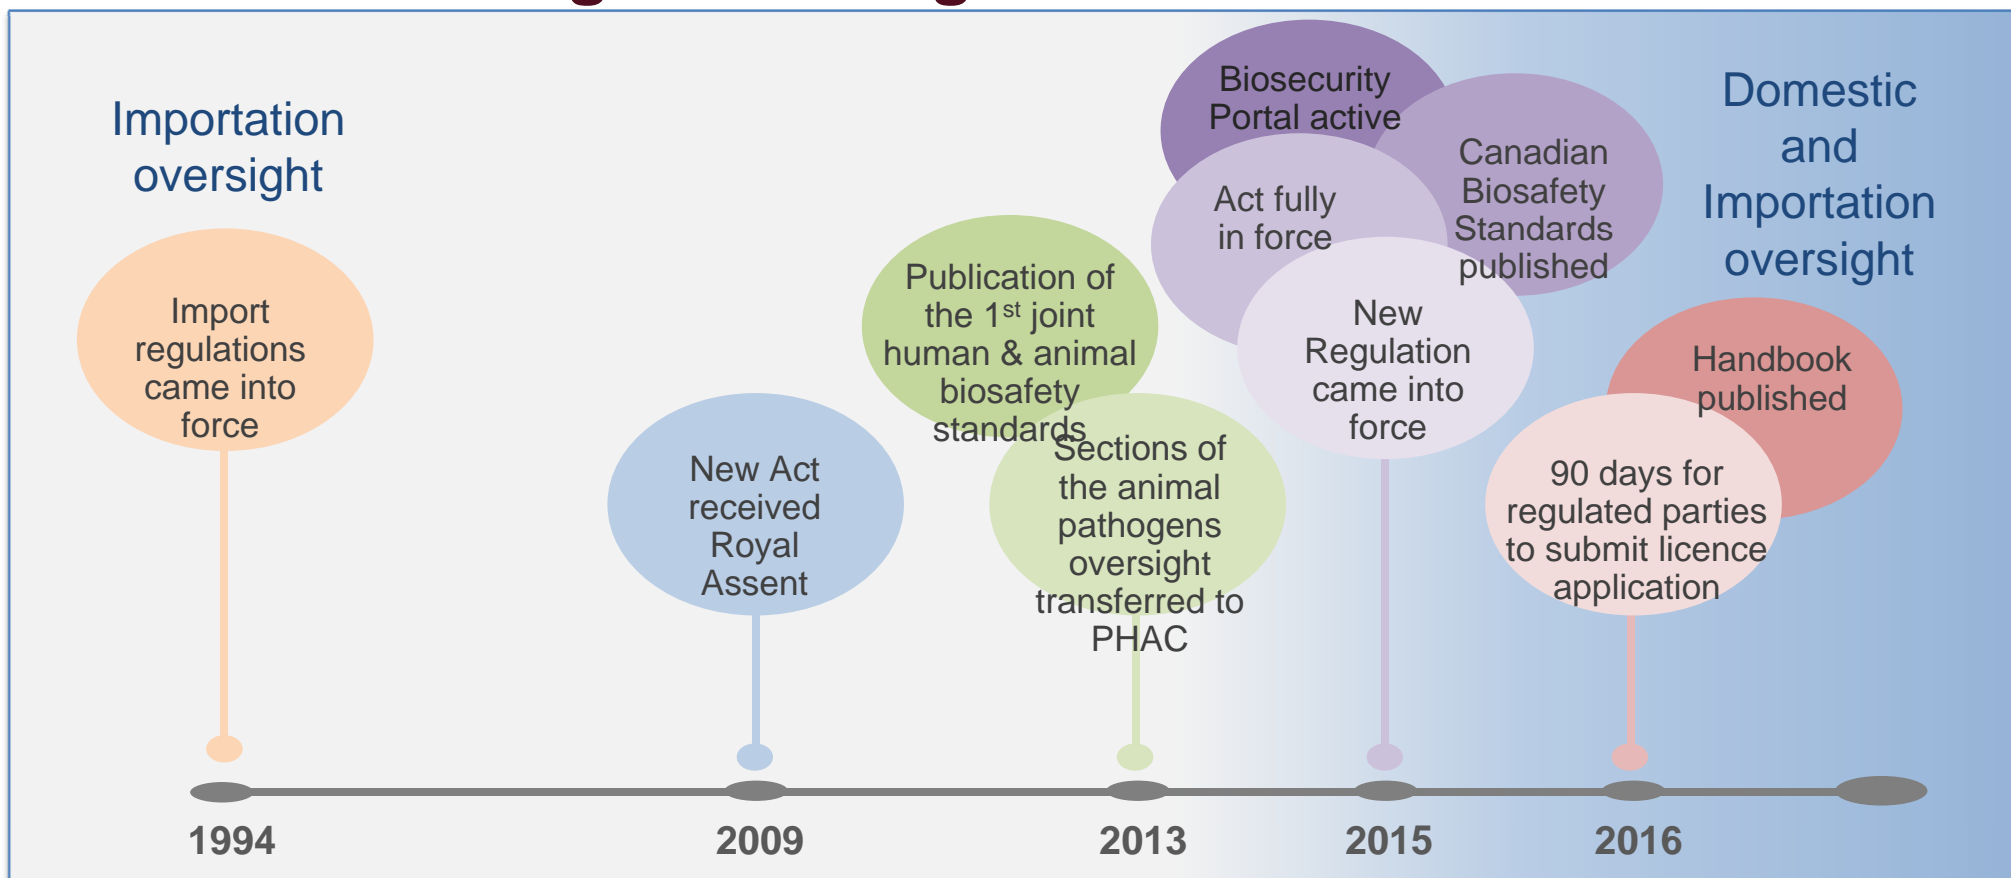 Importation
oversight
Import
regulations
came into
force
New Act
received
Royal
Assent
Publication of
the 1st joint
human & animal
biosafety
standards
Sections of
the animal
pathogens
oversight
transferred to
PHAC
Biosecurity
Portal active
Act fully
in force
Canadian
Biosafety
Standards
published
New
Regulation
came into
force
Domestic
and
Importation
oversight
Handbook
published
90 days for
regulated parties
to submit licence
application
1994
2009
2013
2015
2016